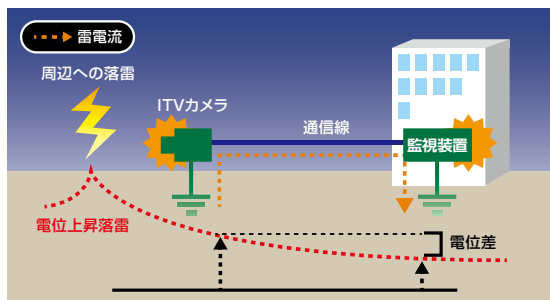 雷電流
周辺への落雷
ITVカメラ
通信線
監視装置
電位上昇落雷
電位差